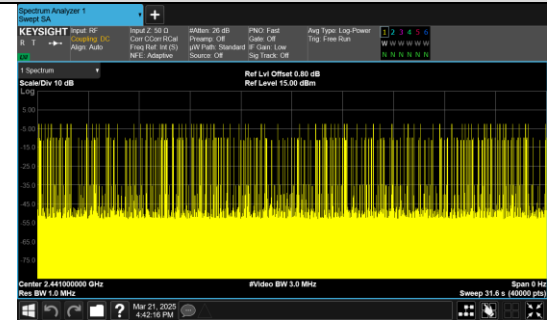 Spectrum Analyzer 1
Swept SA
+
KEYSIGHT
R T
Input: RF
Coupling: DC
Align: Auto
Input Z: 50 Ω
Corr CCorr RCal
Freq Ref: Int (S)
NFE: Adaptive
#Atten: 26 dB
Preamp: Off
µW Path: Standard
Source: Off
PNO: Fast
Gate: Off
IF Gain: Low
Sig Track: Off
Avg Type: Log-Power
Trig: Free Run
1 2 3 4 5 6
W W W W W W
N N N N N N
1 Spectrum
Scale/Div 10 dB
Ref Lvl Offset 0.80 dB
Ref Level 15.00 dBm
Log
5.00
-5.00
-15.0
-25.0
-35.0
-45.0
-55.0
-65.0
-75.0
Center 2.441000000 GHz
Res BW 1.0 MHz
#Video BW 3.0 MHz
Span 0 Hz
Sweep 31.6 s (40000 pts)
?
Mar 21, 2025
4:42:16 PM